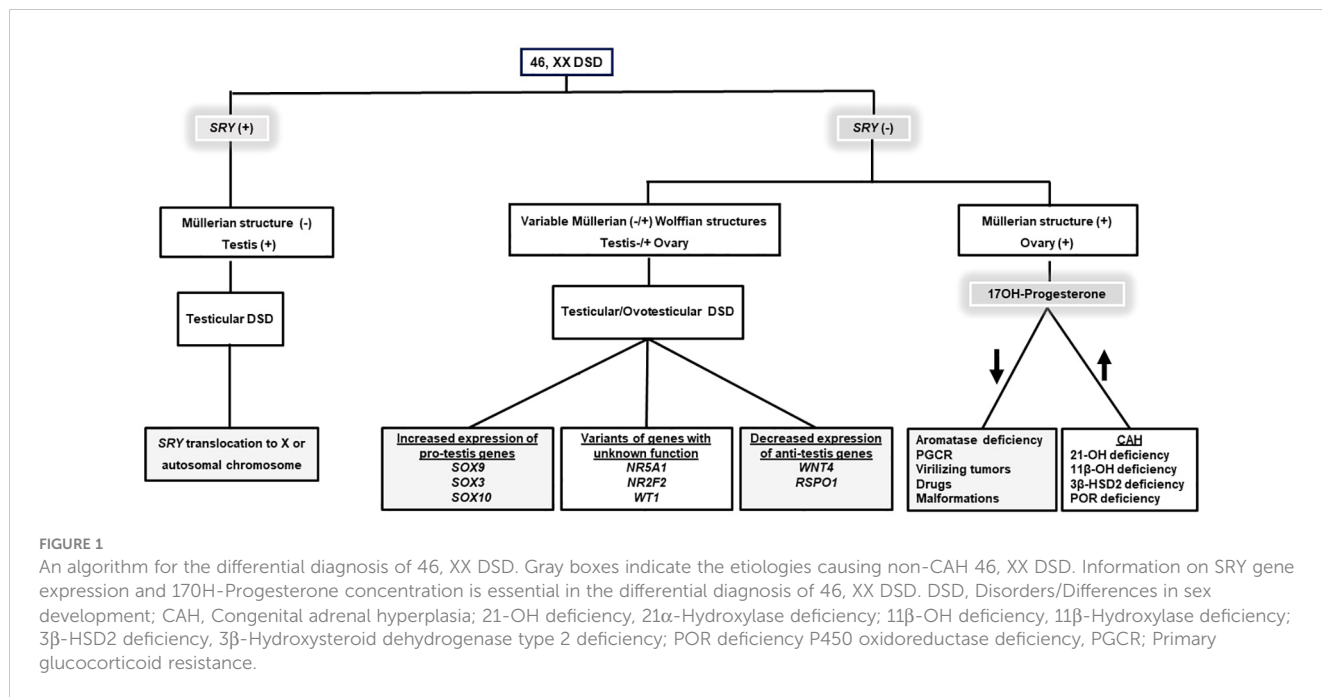 46, XX DSD
SRY (+)
SRY (-)
Müllerian structure (-)
Testis (+)
Variable Müllerian (-/+) Wolffian structures
Testis-/+ Ovary
Müllerian structure (+)
Ovary (+)
Testicular DSD
Testicular/Ovotesticular DSD
17OH-Progesterone
SRY translocation to X or
autosomal chromosome
Increased expression of
pro-testis genes
SOX9
SOX3
SOX10
Variants of genes with
unknown function
NR5A1
NR2F2
WT1
Decreased expression
of anti-testis genes
WNT4
RSPO1
Aromatase deficiency
PGCR
Virilizing tumors
Drugs
Malformations
CAH
21-OH deficiency
11β-OH deficiency
3β-HSD2 deficiency
POR deficiency
FIGURE 1
An algorithm for the differential diagnosis of 46, XX DSD. Gray boxes indicate the etiologies causing non-CAH 46, XX DSD. Information on SRY gene
expression and 170H-Progesterone concentration is essential in the differential diagnosis of 46, XX DSD. DSD, Disorders/Differences in sex
development; CAH, Congenital adrenal hyperplasia; 21-OH deficiency, 21α-Hydroxylase deficiency; 11β-OH deficiency, 11β-Hydroxylase deficiency;
3β-HSD2 deficiency, 3β-Hydroxysteroid dehydrogenase type 2 deficiency; POR deficiency P450 oxidoreductase deficiency, PGCR; Primary
glucocorticoid resistance.